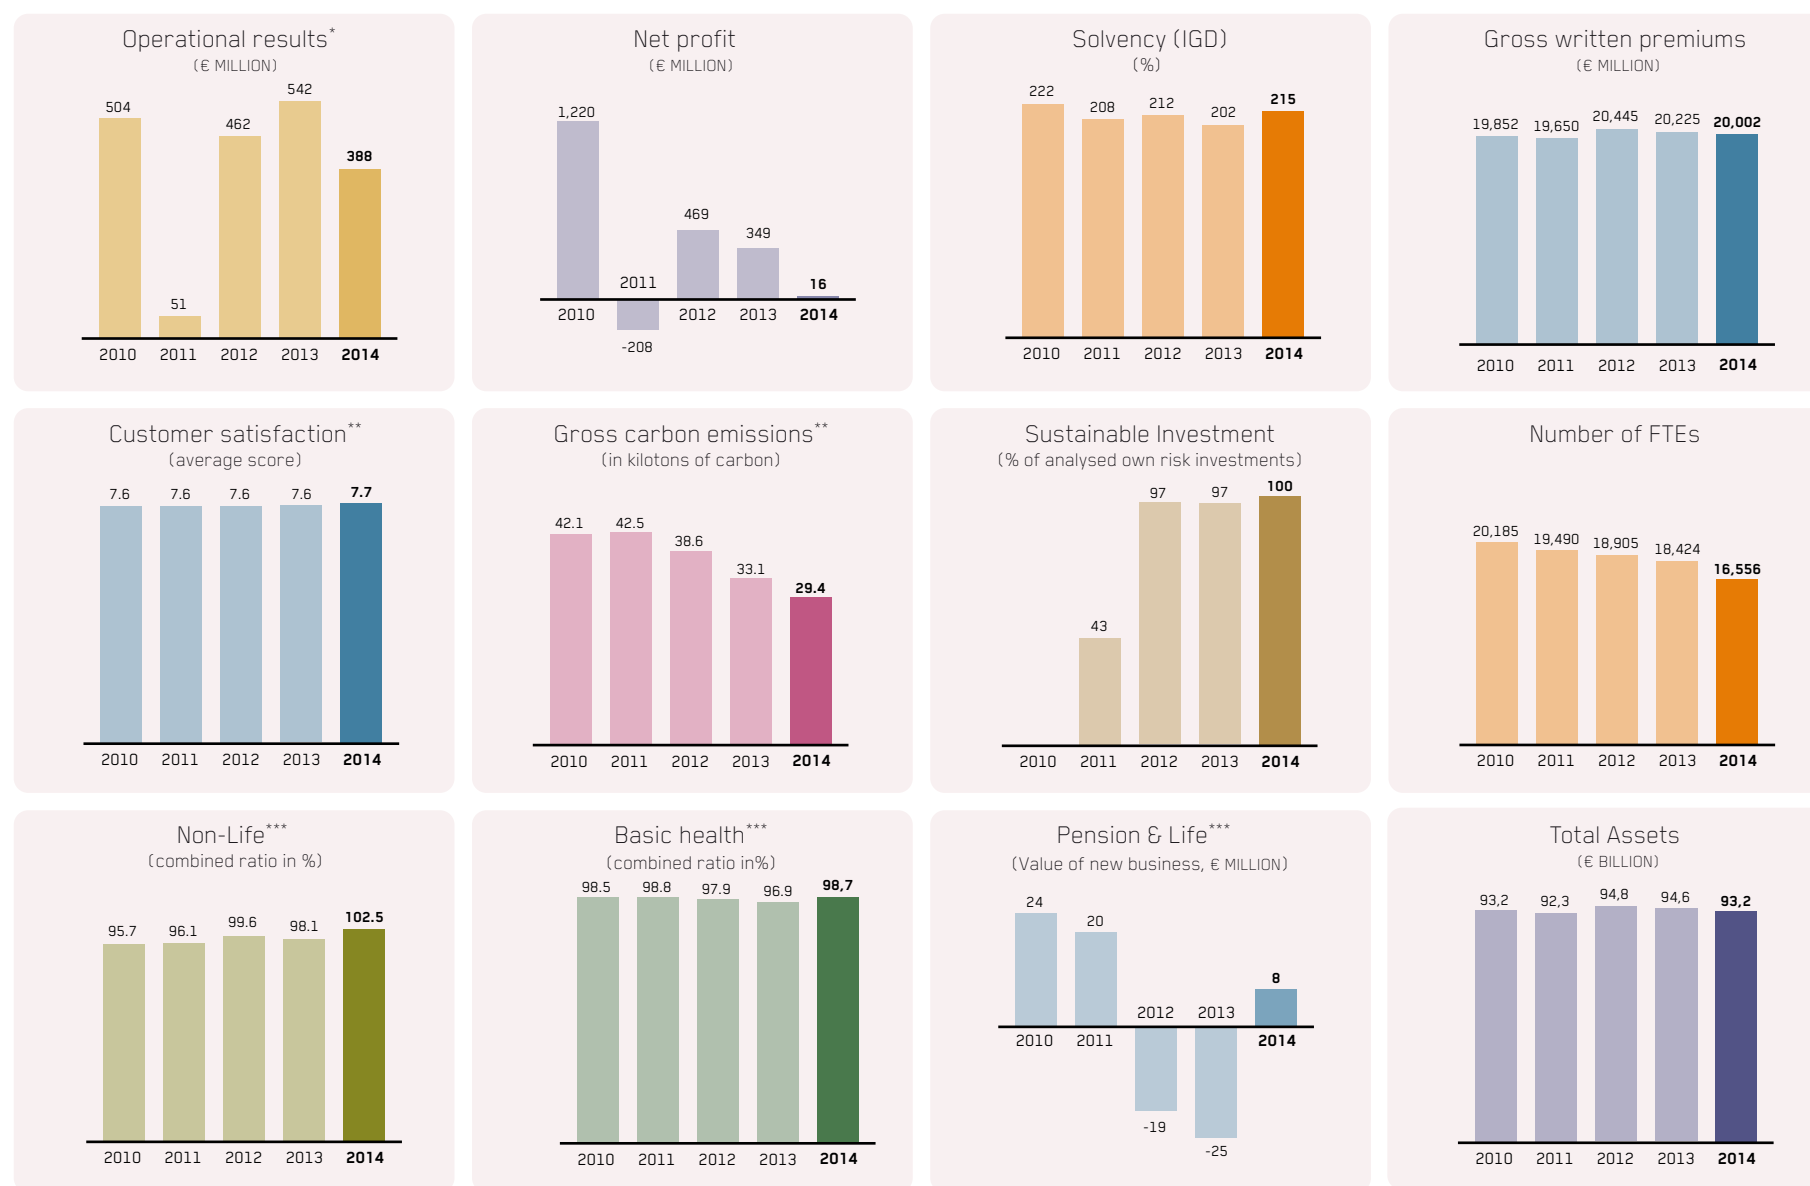 Operational results*
(€ MILLION)
504
51
462
542
388
2010 2011 2012 2013 2014
Net profit
(€ MILLION)
1,220
469
349
2011
16
2010 2012 2013 2014
-208
Solvency (IGD)
(%)
222
208
212
202
215
2010 2011 2012 2013 2014
Gross written premiums
(€ MILLION)
19,852 19,650 20,445 20,225 20,002
2010 2011 2012 2013 2014
Customer satisfaction**
(average score)
7.6 7.6 7.6 7.6 7.7
2010 2011 2012 2013 2014
Gross carbon emissions**
(in kilotons of carbon)
42.1 42.5 38.6 33.1 29.4
2010 2011 2012 2013 2014
Sustainable Investment
(% of analysed own risk investments)
43 97 97 100
2010 2011 2012 2013 2014
Number of FTEs
20,185 19,490 18,905 18,424 16,556
2010 2011 2012 2013 2014
Non-Life***
(combined ratio in %)
95.7 96.1 99.6 98.1 102.5
2010 2011 2012 2013 2014
Basic health***
(combined ratio in%)
98.5 98.8 97.9 96.9 98,7
2010 2011 2012 2013 2014
Pension & Life***
(Value of new business, € MILLION)
24
20
8
2012 2013
2010 2011 2014
-19
-25
Total Assets
(€ BILLION)
93,2 92,3 94,8 94,6 93,2
2010 2011 2012 2013 2014